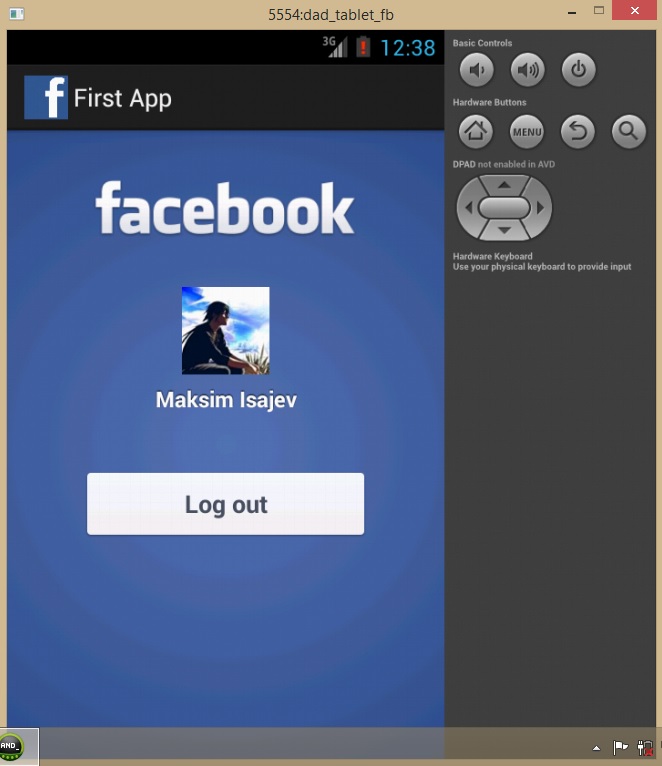 5554:dad_tablet_fb
3G
12:38
f First App
facebook
Maksim Isajev
Log out
Basic Controls
Hardware Buttons
MENU
DPAD not enabled in AVD
Hardware Keyboard
Use your physical keyboard to provide input
AND_